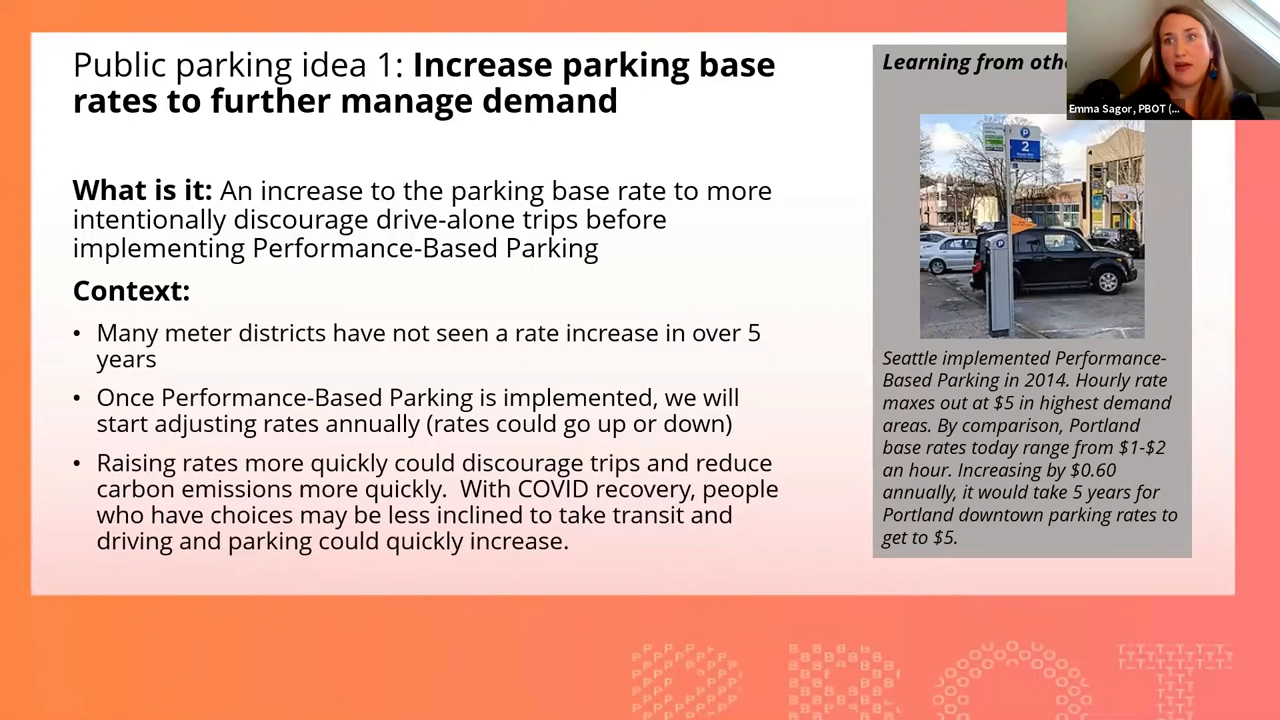 Public parking idea 1: Increase parking base
rates to further manage demand
What is it: An increase to the parking base rate to more
intentionally discourage drive-alone trips before
implementing Performance-Based Parking
Context:
• Many meter districts have not seen a rate increase in over 5
years
• Once Performance-Based Parking is implemented, we will
start adjusting rates annually (rates could go up or down)
• Raising rates more quickly could discourage trips and reduce
carbon emissions more quickly.  With COVID recovery, people
who have choices may be less inclined to take transit and
driving and parking could quickly increase.
Learning from oth
P
2
P
Seattle implemented Performance-
Based Parking in 2014. Hourly rate
maxes out at $5 in highest demand
areas. By comparison, Portland
base rates today range from $1-$2
an hour. Increasing by $0.60
annually, it would take 5 years for
Portland downtown parking rates to
get to $5.
Emma Sagor, PBOT (...
PBOT